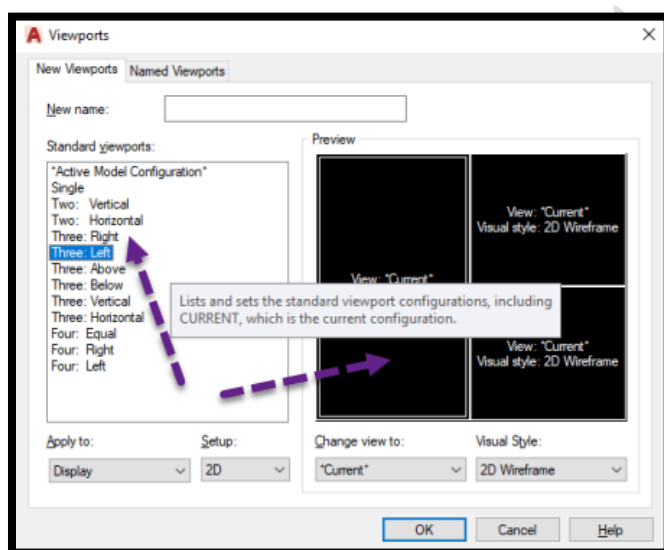 Viewports
New Viewports
Named Viewports
New name:
Standard viewports:
Preview
*Active Model Configuration*
Single
Two: Vertical
Two: Horizontal
Three: Right
Three: Left
Three: Above
Three: Below
Three: Vertical
Three: Horizontal
Four: Equal
Four: Right
Four: Left
View: *Current*
View: *Current*
Visual style: 2D Wireframe
Lists and sets the standard viewport configurations, including
CURRENT, which is the current configuration.
View: *Current*
Visual style: 2D Wireframe
Apply to:
Setup:
Change view to:
Visual Style:
Display
2D
*Current*
2D Wireframe
OK
Cancel
Help